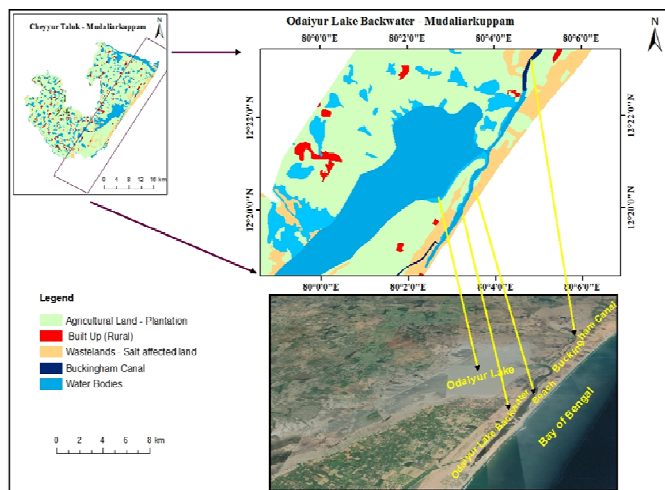 Cheyyur Taluk - Mudaliarkuppam
N
0 4 8 12 16 km
Odaiyur Lake Backwater - Mudaliarkuppam
N
80°0'0"E 80°2'0"E 80°4'0"E 80°6'0"E
12°22'0"N 12°22'0"N
12°20'0"N 12°20'0"N
80°0'0"E 80°2'0"E 80°4'0"E 80°6'0"E
Legend
Agricultural Land - Plantation
Built Up (Rural)
Wastelands - Salt affected land
Buckingham Canal
Water Bodies
0 2 4 8 km
Odaiyur Lake
Odaiyur Lake Backwater
Beach
Buckinghare Canal
Bay of Bengal